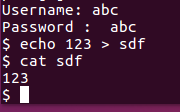 Username: abc
Password :  abc
$ echo 123 > sdf
$ cat sdf
123
$